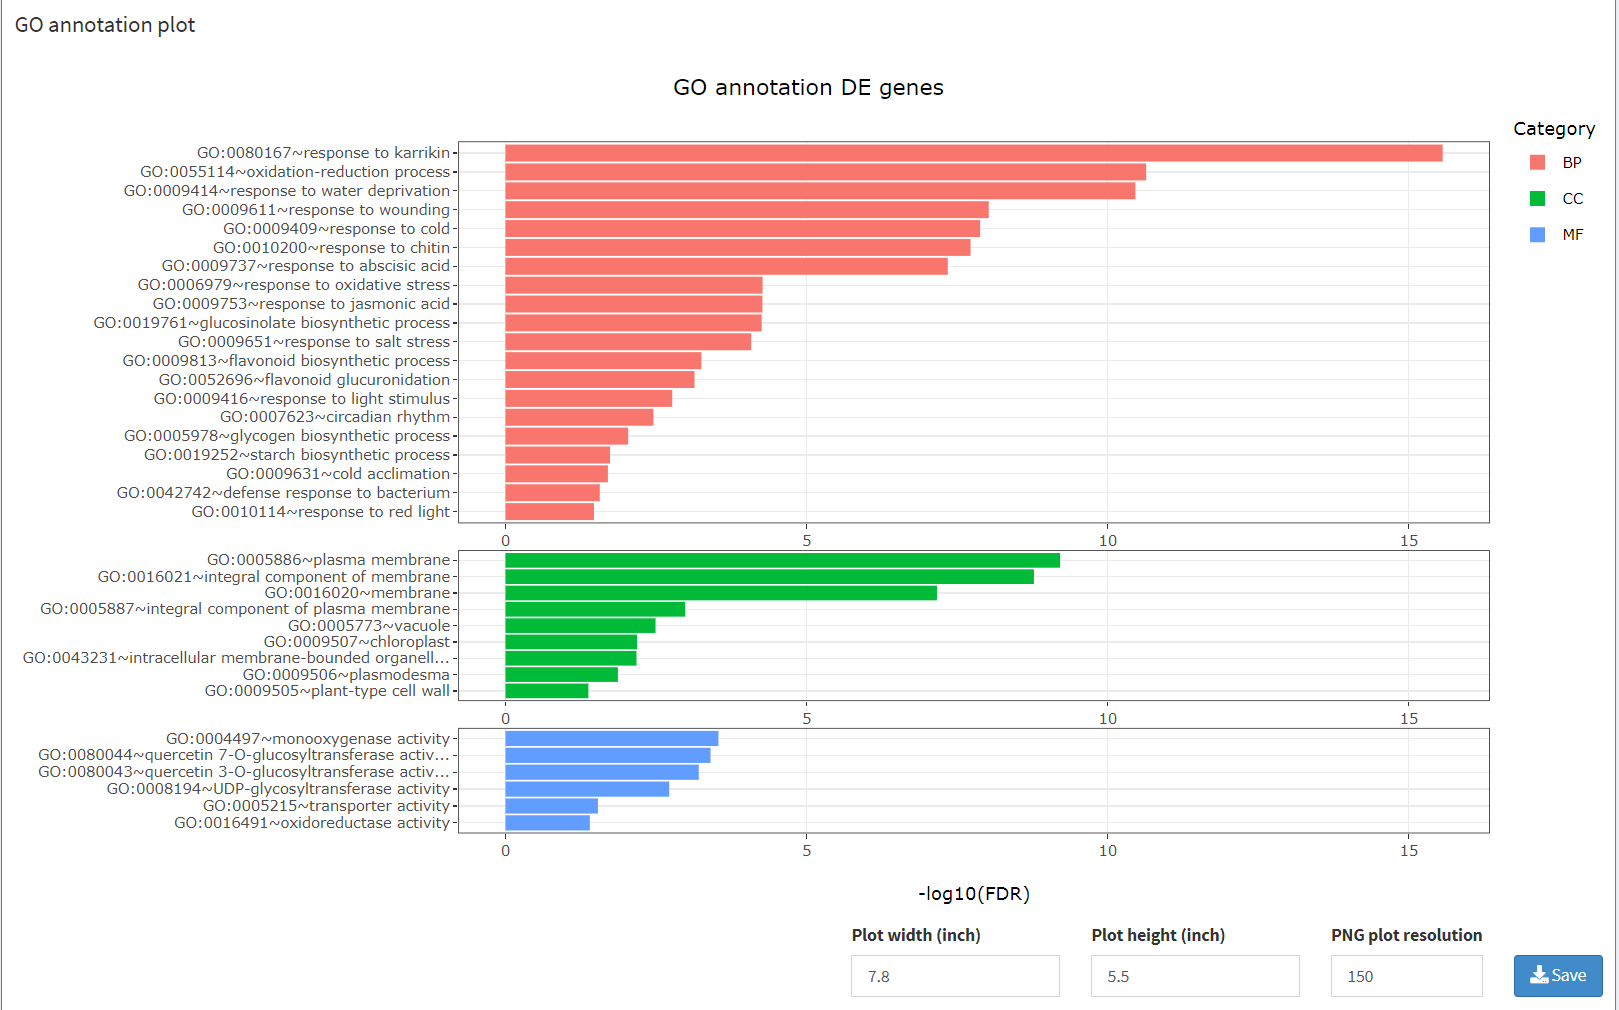 GO annotation plot
GO annotation DE genes
Category
BP
CC
MF
GO:0080167~response to karrikin
GO:0055114~oxidation-reduction process
GO:0009414~response to water deprivation
GO:0009611~response to wounding
GO:0009409~response to cold
GO:0010200~response to chitin
GO:0009737~response to abscisic acid
GO:0006979~response to oxidative stress
GO:0009753~response to jasmonic acid
GO:0019761~glucosinolate biosynthetic process
GO:0009651~response to salt stress
GO:0009813~flavonoid biosynthetic process
GO:0052696~flavonoid glucuronidation
GO:0009416~response to light stimulus
GO:0007623~circadian rhythm
GO:0005978~glycogen biosynthetic process
GO:0019252~starch biosynthetic process
GO:0009631~cold acclimation
GO:0042742~defense response to bacterium
GO:0010114~response to red light
0 5 10 15
GO:0005886~plasma membrane
GO:0016021~integral component of membrane
GO:0016020~membrane
GO:0005887~integral component of plasma membrane
GO:0005773~vacuole
GO:0009507~chloroplast
GO:0043231~intracellular membrane-bounded organell...
GO:0009506~plasmodesma
GO:0009505~plant-type cell wall
0 5 10 15
GO:0004497~monooxygenase activity
GO:0080044~quercetin 7-O-glucosyltransferase activ...
GO:0080043~quercetin 3-O-glucosyltransferase activ...
GO:0008194~UDP-glycosyltransferase activity
GO:0005215~transporter activity
GO:0016491~oxidoreductase activity
0 5 10 15
-log10(FDR)
Plot width (inch) Plot height (inch) PNG plot resolution
7.8 5.5 150 Save